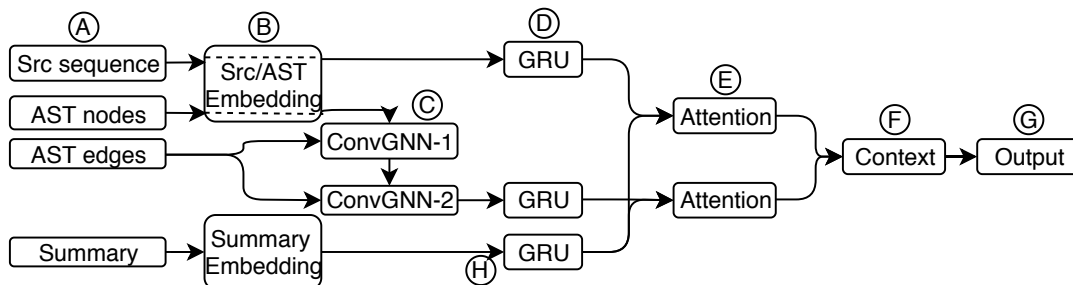 A
B
C
D
E
F
G
H
Src sequence
AST nodes
AST edges
Summary
Src/AST
Embedding
Summary
Embedding
ConvGNN-1
ConvGNN-2
GRU
GRU
GRU
Attention
Attention
Context
Output